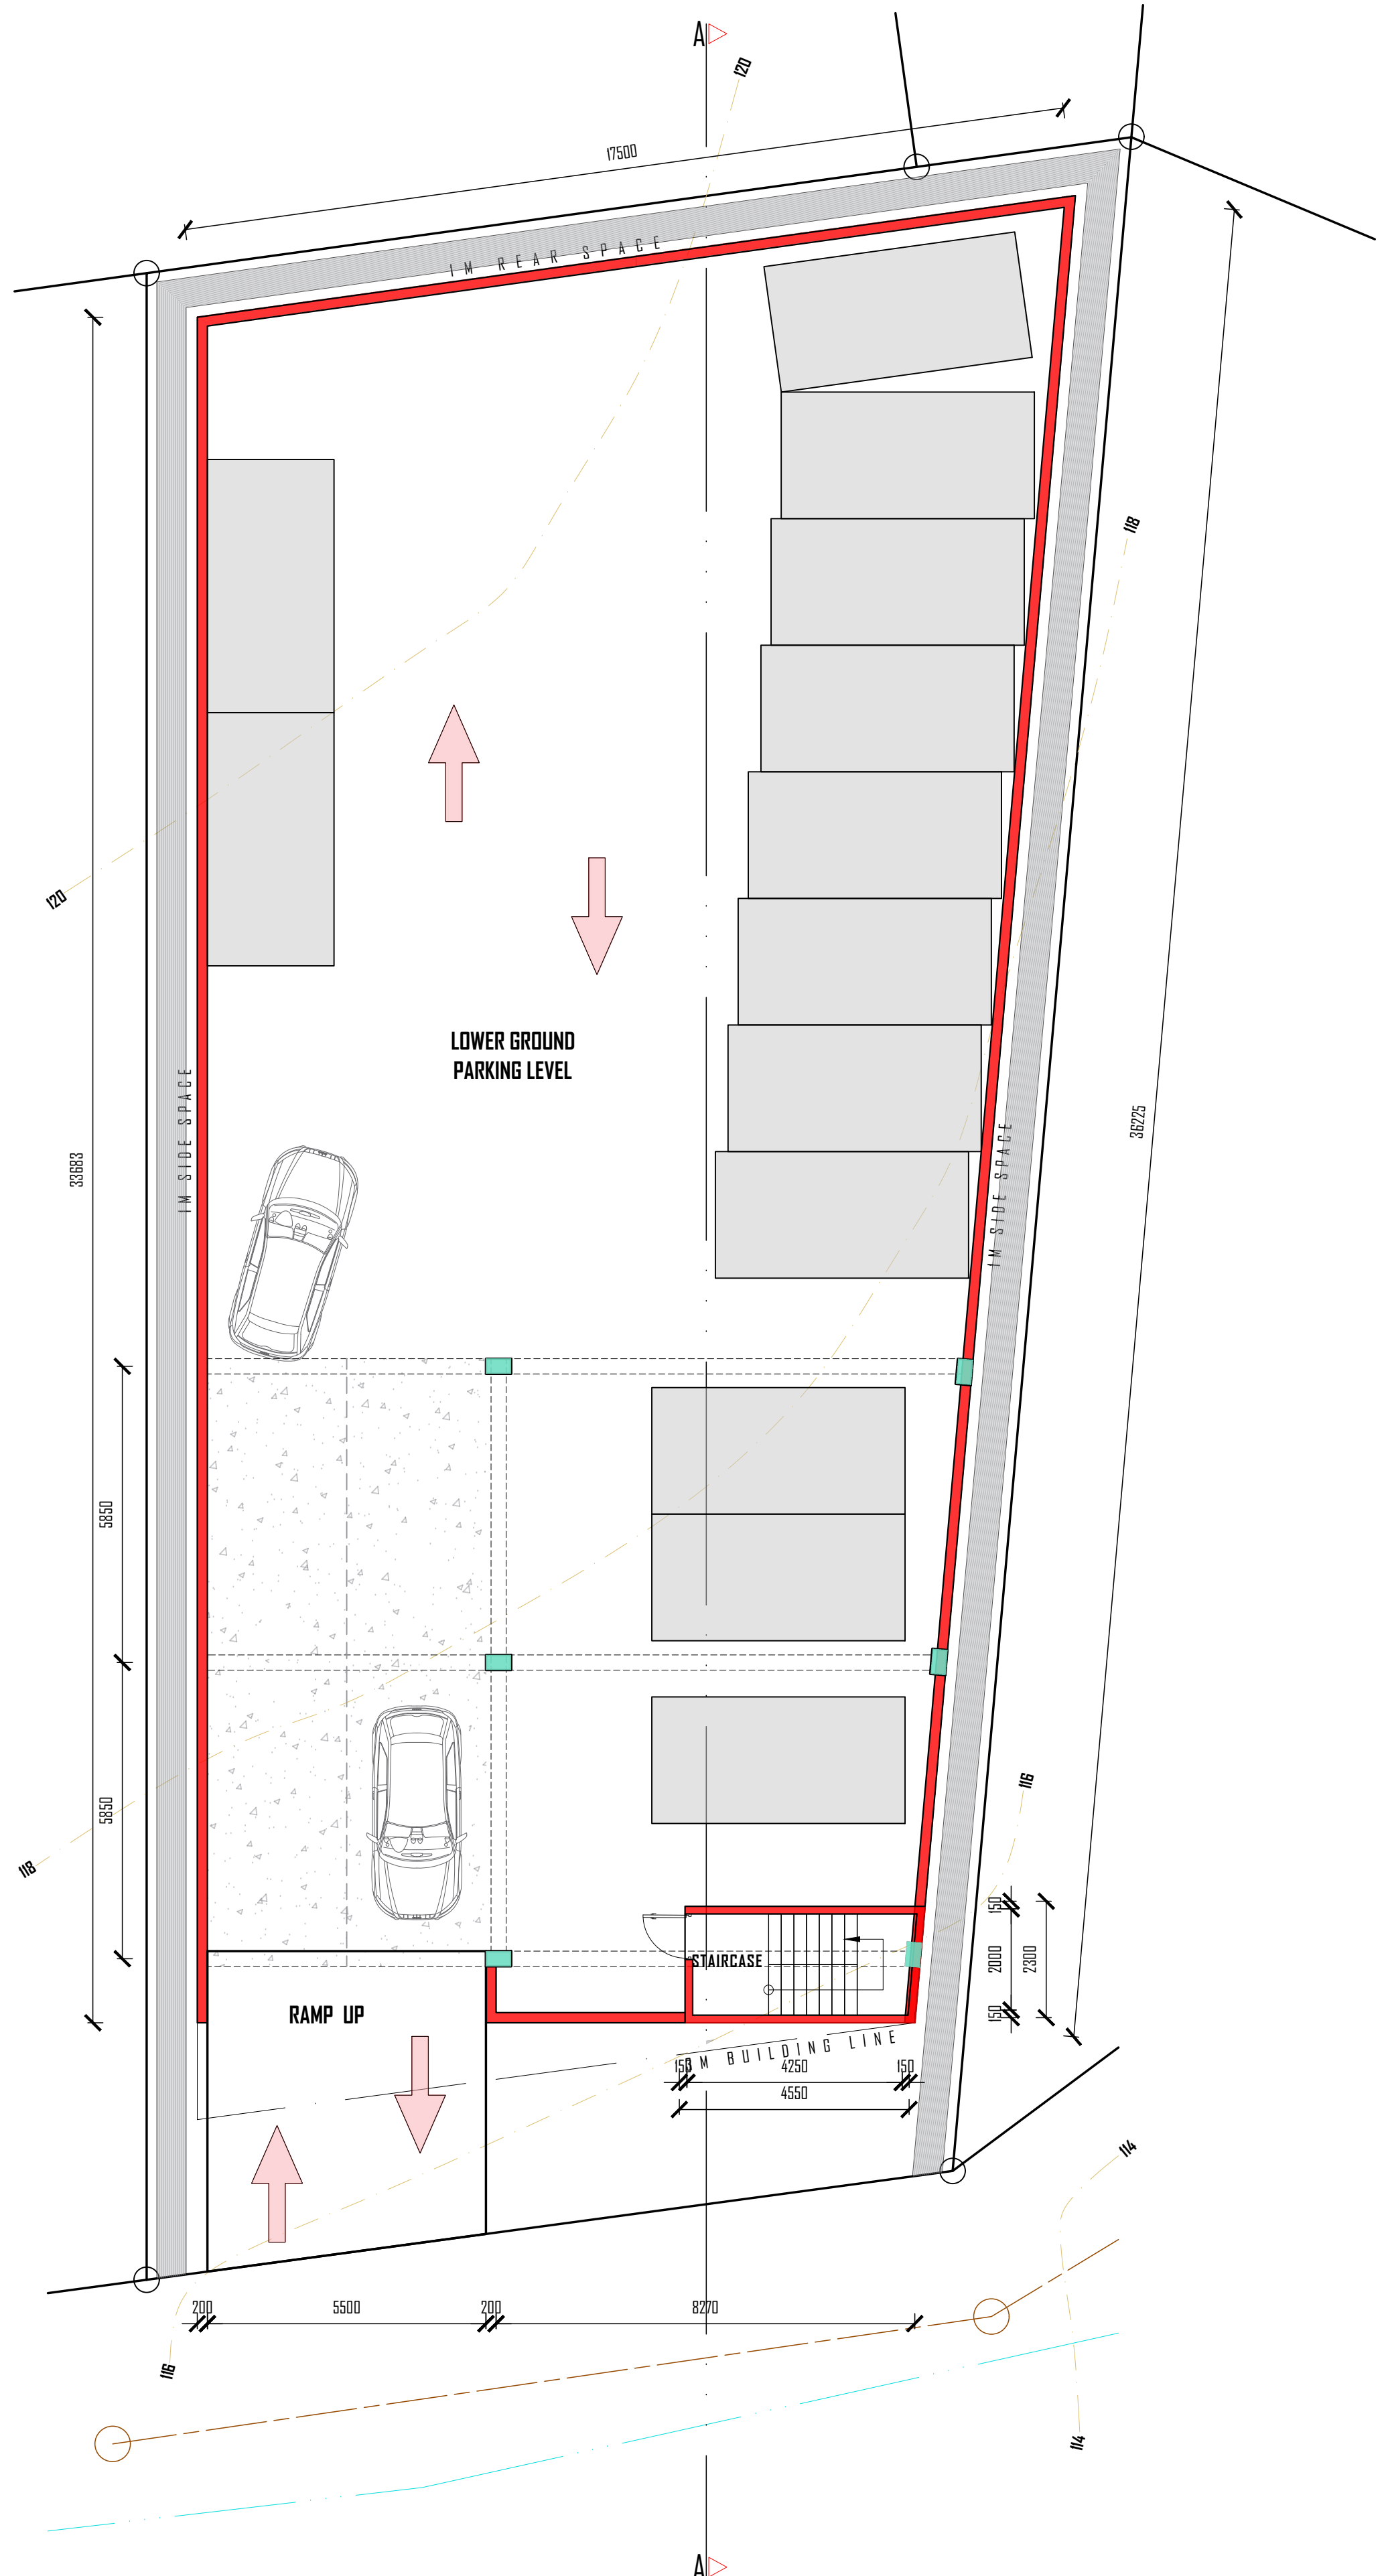 A
120
17500
1M REAR SPACE
118
120
LOWER GROUND
PARKING LEVEL
1M SIDE SPACE
33683
36225
1M SIDE SPACE
5850
5850
118
116
150
2000
2300
150
STAIRCASE
RAMP UP
3M BUILDING LINE
150
4250
150
4550
114
200
5500
200
8270
116
114
A